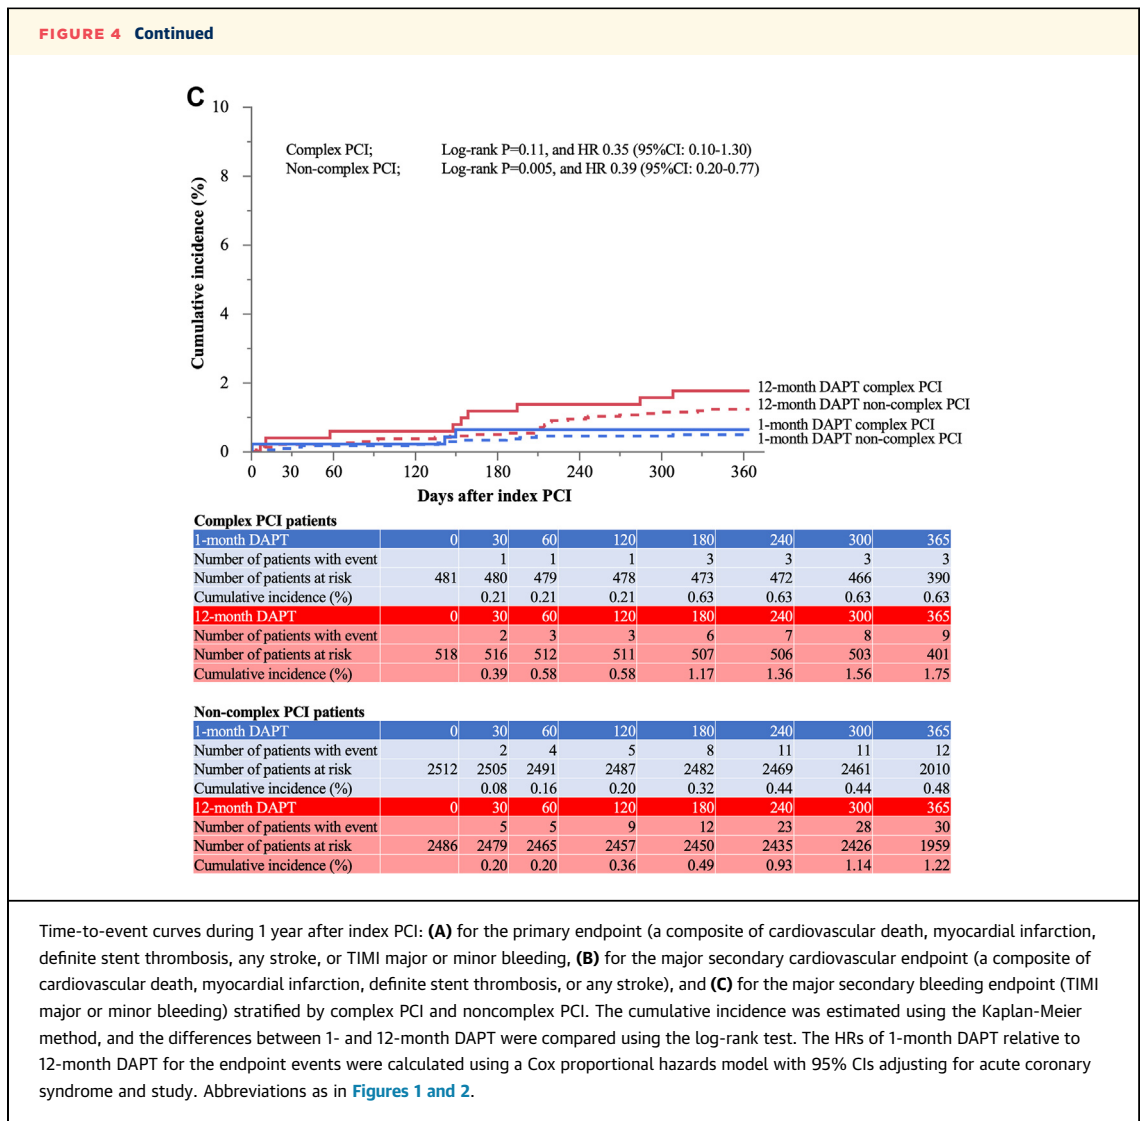 FIGURE 4 Continued
C
10
8
6
4
2
0
Cumulative incidence (%)
Complex PCI; Log-rank P=0.11, and HR 0.35 (95%CI: 0.10-1.30)
Non-complex PCI; Log-rank P=0.005, and HR 0.39 (95%CI: 0.20-0.77)
12-month DAPT complex PCI
12-month DAPT non-complex PCI
1-month DAPT complex PCI
1-month DAPT non-complex PCI
0 30 60 120 180 240 300 360
Days after index PCI
Complex PCI patients
1-month DAPT 0 30 60 120 180 240 300 365
Number of patients with event 1 1 1 3 3 3 3
Number of patients at risk 481 480 479 478 473 472 466 390
Cumulative incidence (%) 0.21 0.21 0.21 0.63 0.63 0.63 0.63
12-month DAPT 0 30 60 120 180 240 300 365
Number of patients with event 2 3 3 6 7 8 9
Number of patients at risk 518 516 512 511 507 506 503 401
Cumulative incidence (%) 0.39 0.58 0.58 1.17 1.36 1.56 1.75
Non-complex PCI patients
1-month DAPT 0 30 60 120 180 240 300 365
Number of patients with event 2 4 5 8 11 11 12
Number of patients at risk 2512 2505 2491 2487 2482 2469 2461 2010
Cumulative incidence (%) 0.08 0.16 0.20 0.32 0.44 0.44 0.48
12-month DAPT 0 30 60 120 180 240 300 365
Number of patients with event 5 5 9 12 23 28 30
Number of patients at risk 2486 2479 2465 2457 2450 2435 2426 1959
Cumulative incidence (%) 0.20 0.20 0.36 0.49 0.93 1.14 1.22
Time-to-event curves during 1 year after index PCI: (A) for the primary endpoint (a composite of cardiovascular death, myocardial infarction,
definite stent thrombosis, any stroke, or TIMI major or minor bleeding, (B) for the major secondary cardiovascular endpoint (a composite of
cardiovascular death, myocardial infarction, definite stent thrombosis, or any stroke), and (C) for the major secondary bleeding endpoint (TIMI
major or minor bleeding) stratified by complex PCI and noncomplex PCI. The cumulative incidence was estimated using the Kaplan-Meier
method, and the differences between 1- and 12-month DAPT were compared using the log-rank test. The HRs of 1-month DAPT relative to
12-month DAPT for the endpoint events were calculated using a Cox proportional hazards model with 95% CIs adjusting for acute coronary
syndrome and study. Abbreviations as in Figures 1 and 2.